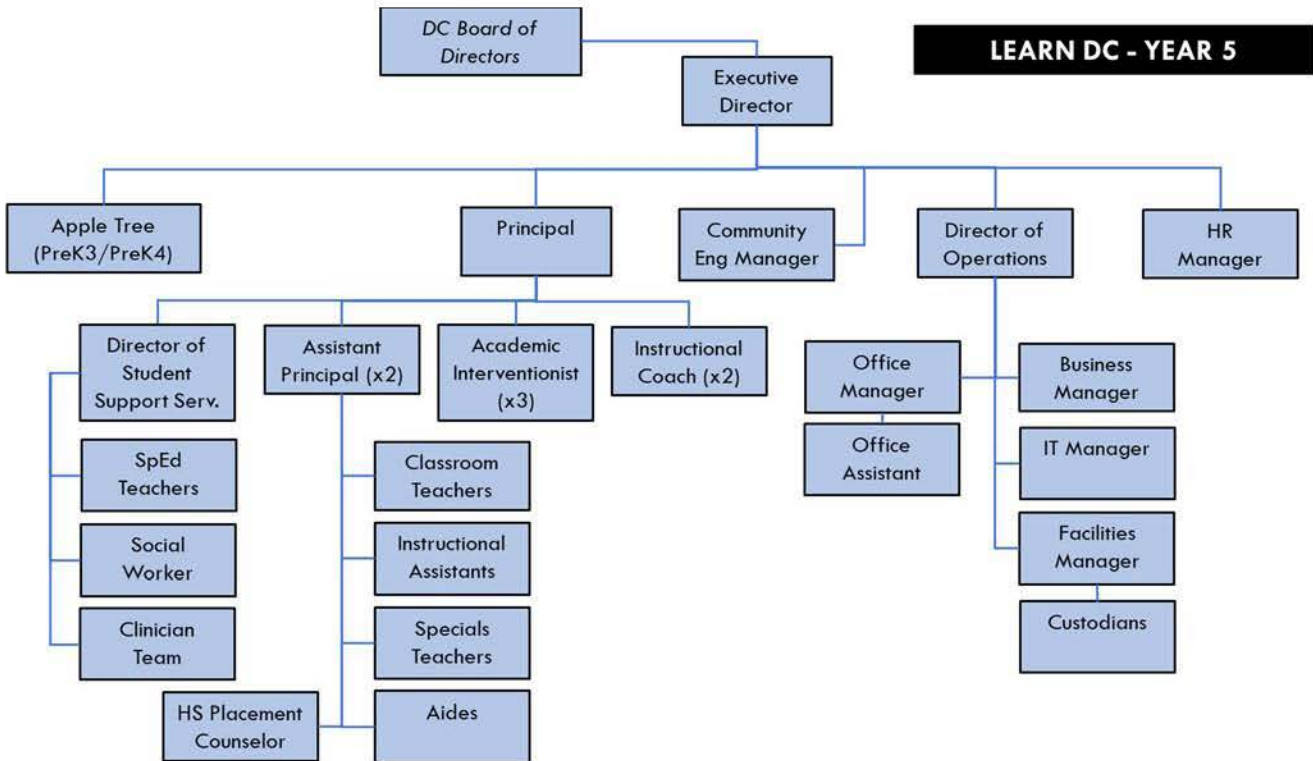 DC Board of
Directors
LEARN DC - YEAR 5
Executive
Director
Apple Tree
(PreK3/PreK4)
Principal
Community
Eng Manager
Director of
Operations
HR
Manager
Director of
Student
Support Serv.
Assistant
Principal (x2)
Academic
Interventionist
(x3)
Instructional
Coach (x2)
Office
Manager
Business
Manager
Office
Assistant
IT Manager
Facilities
Manager
Custodians
SpEd
Teachers
Social
Worker
Clinician
Team
Classroom
Teachers
Instructional
Assistants
Specials
Teachers
HS Placement
Counselor
Aides